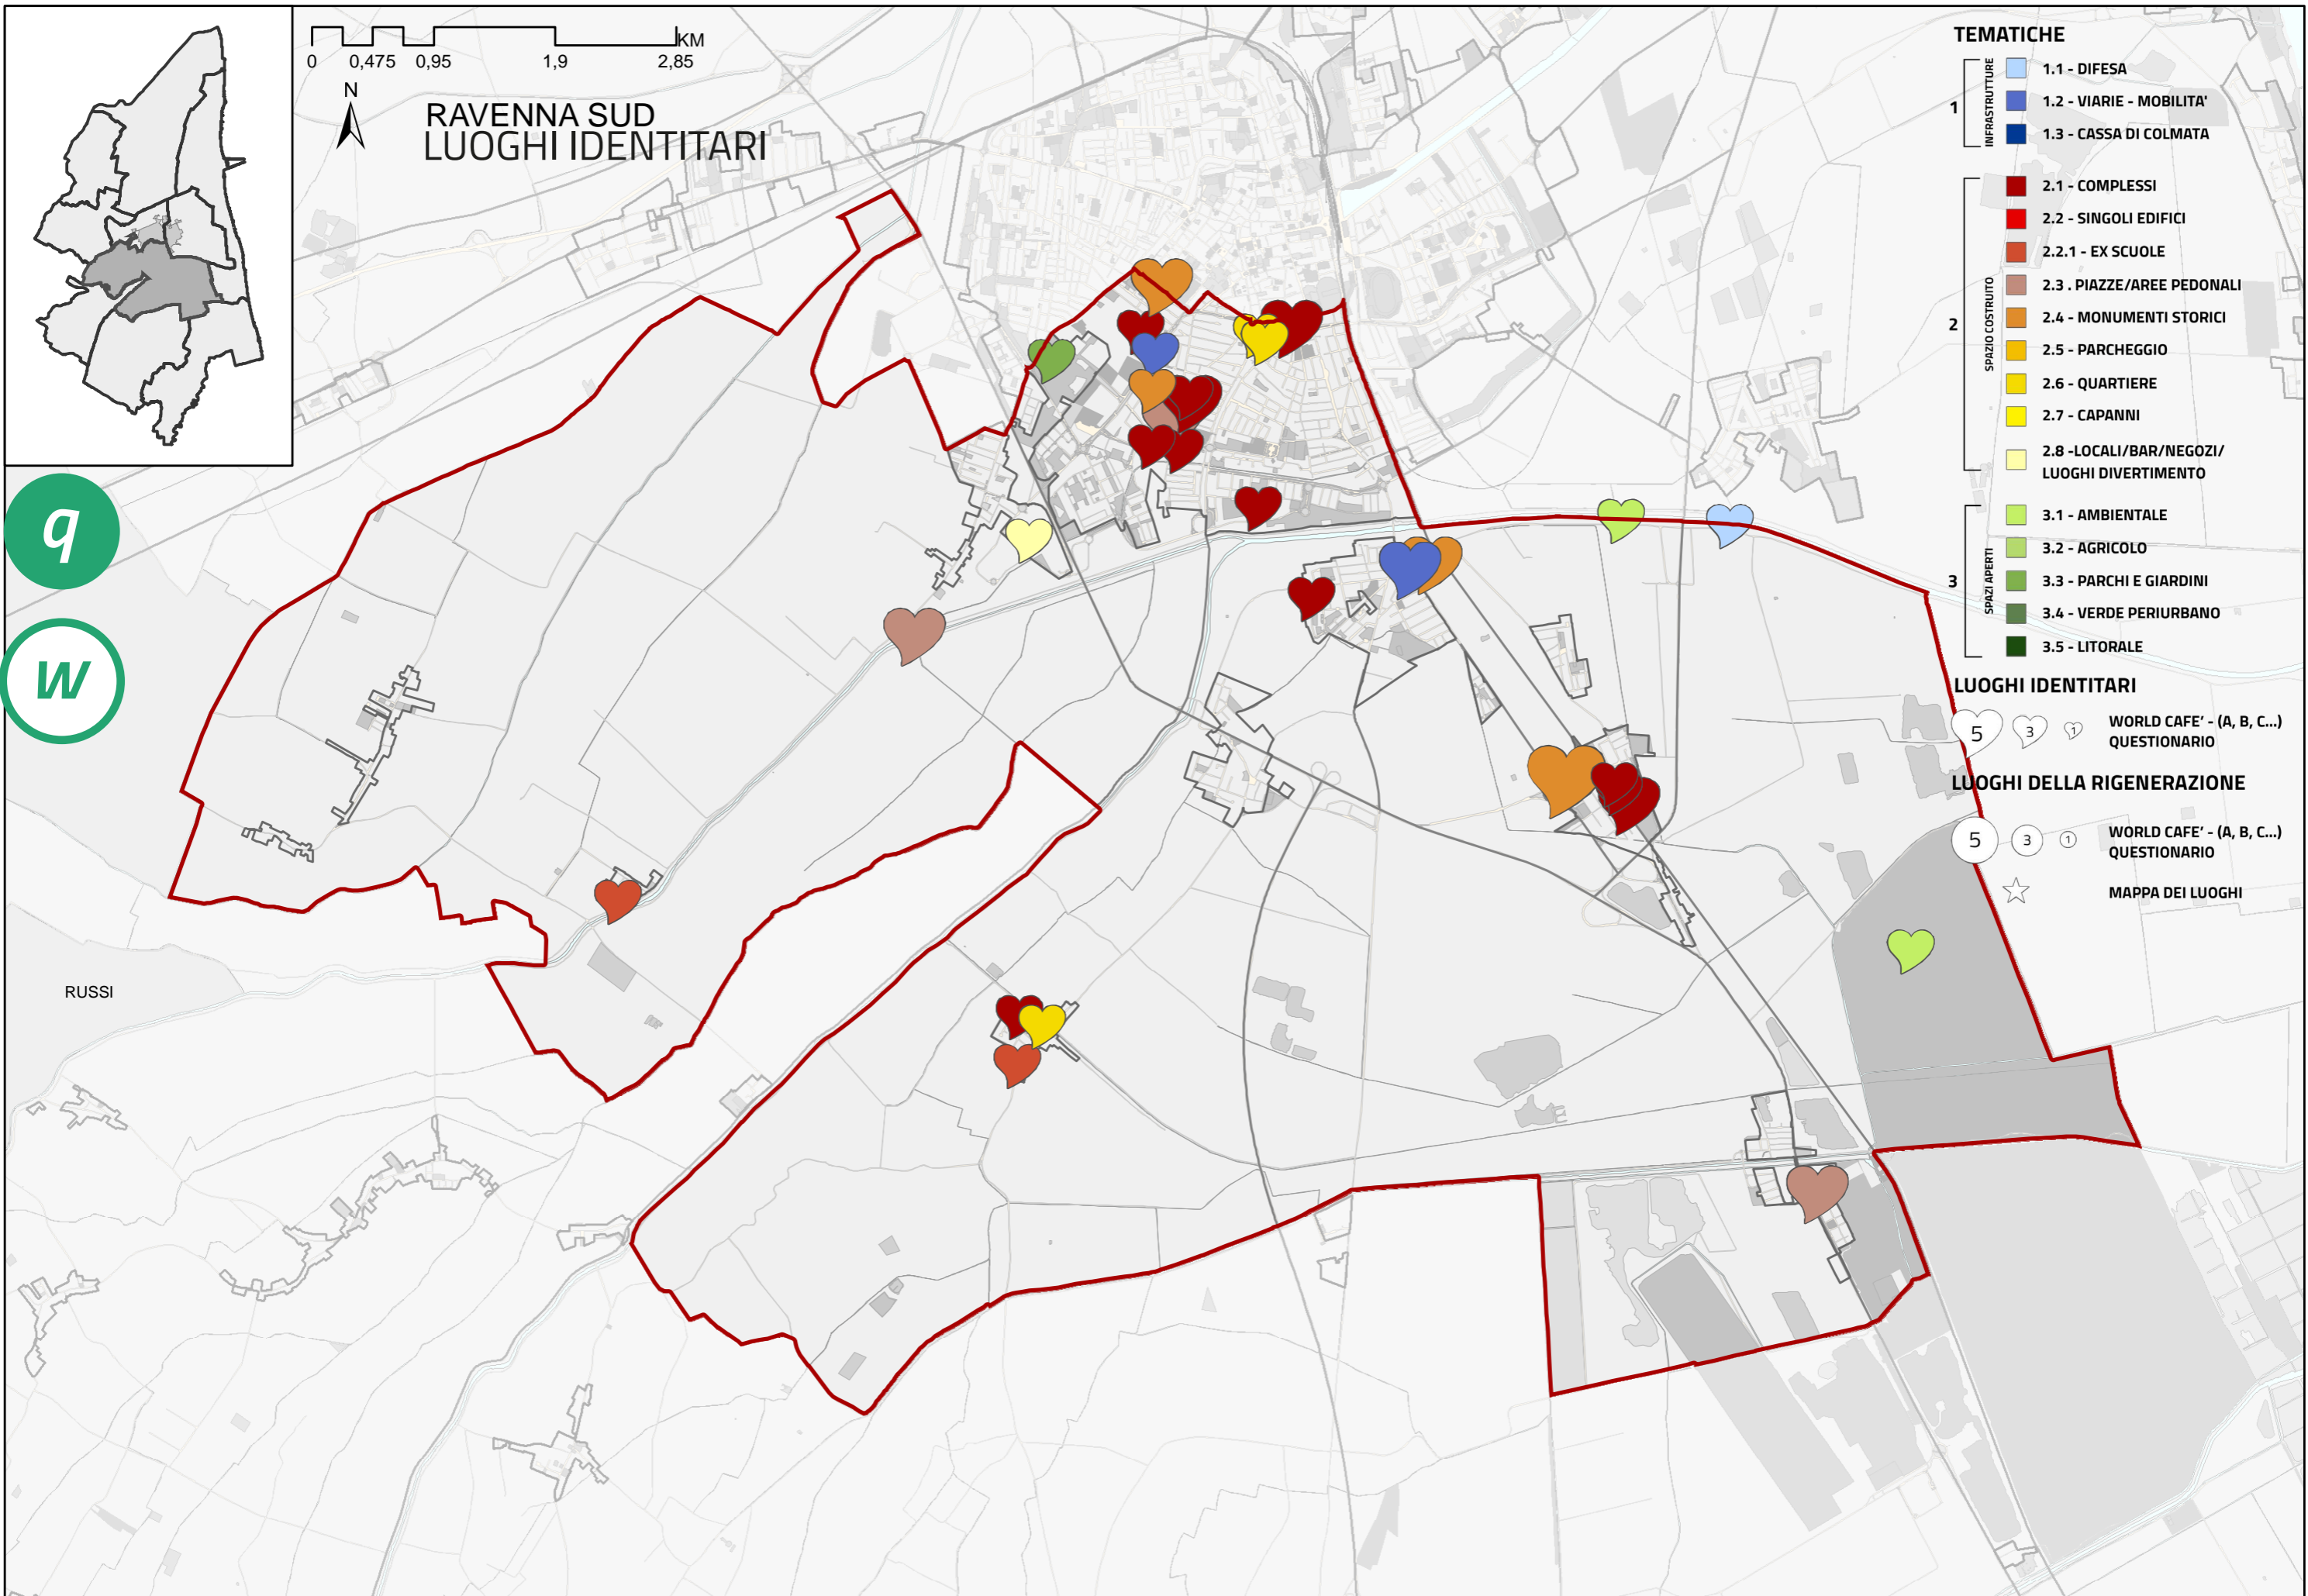 KM
0 0,475 0,95 1,9 2,85
N
RAVENNA SUD
LUOGHI IDENTITARI
q
w
RUSSI
TEMATICHE
1
INFRASTRUTTURE
1.1 - DIFESA
1.2 - VIARIE - MOBILITA'
1.3 - CASSA DI COLMATA
2
SPAZIO COSTRUITO
2.1 - COMPLESSI
2.2 - SINGOLI EDIFICI
2.2.1 - EX SCUOLE
2.3 . PIAZZE/AREE PEDONALI
2.4 - MONUMENTI STORICI
2.5 - PARCHEGGIO
2.6 - QUARTIERE
2.7 - CAPANNI
2.8 -LOCALI/BAR/NEGOZI/
LUOGHI DIVERTIMENTO
3
SPAZI APERTI
3.1 - AMBIENTALE
3.2 - AGRICOLO
3.3 - PARCHI E GIARDINI
3.4 - VERDE PERIURBANO
3.5 - LITORALE
LUOGHI IDENTITARI
5 3 1 WORLD CAFE' - (A, B, C...)
QUESTIONARIO
LUOGHI DELLA RIGENERAZIONE
5 3 1 WORLD CAFE' - (A, B, C...)
QUESTIONARIO
MAPPA DEI LUOGHI